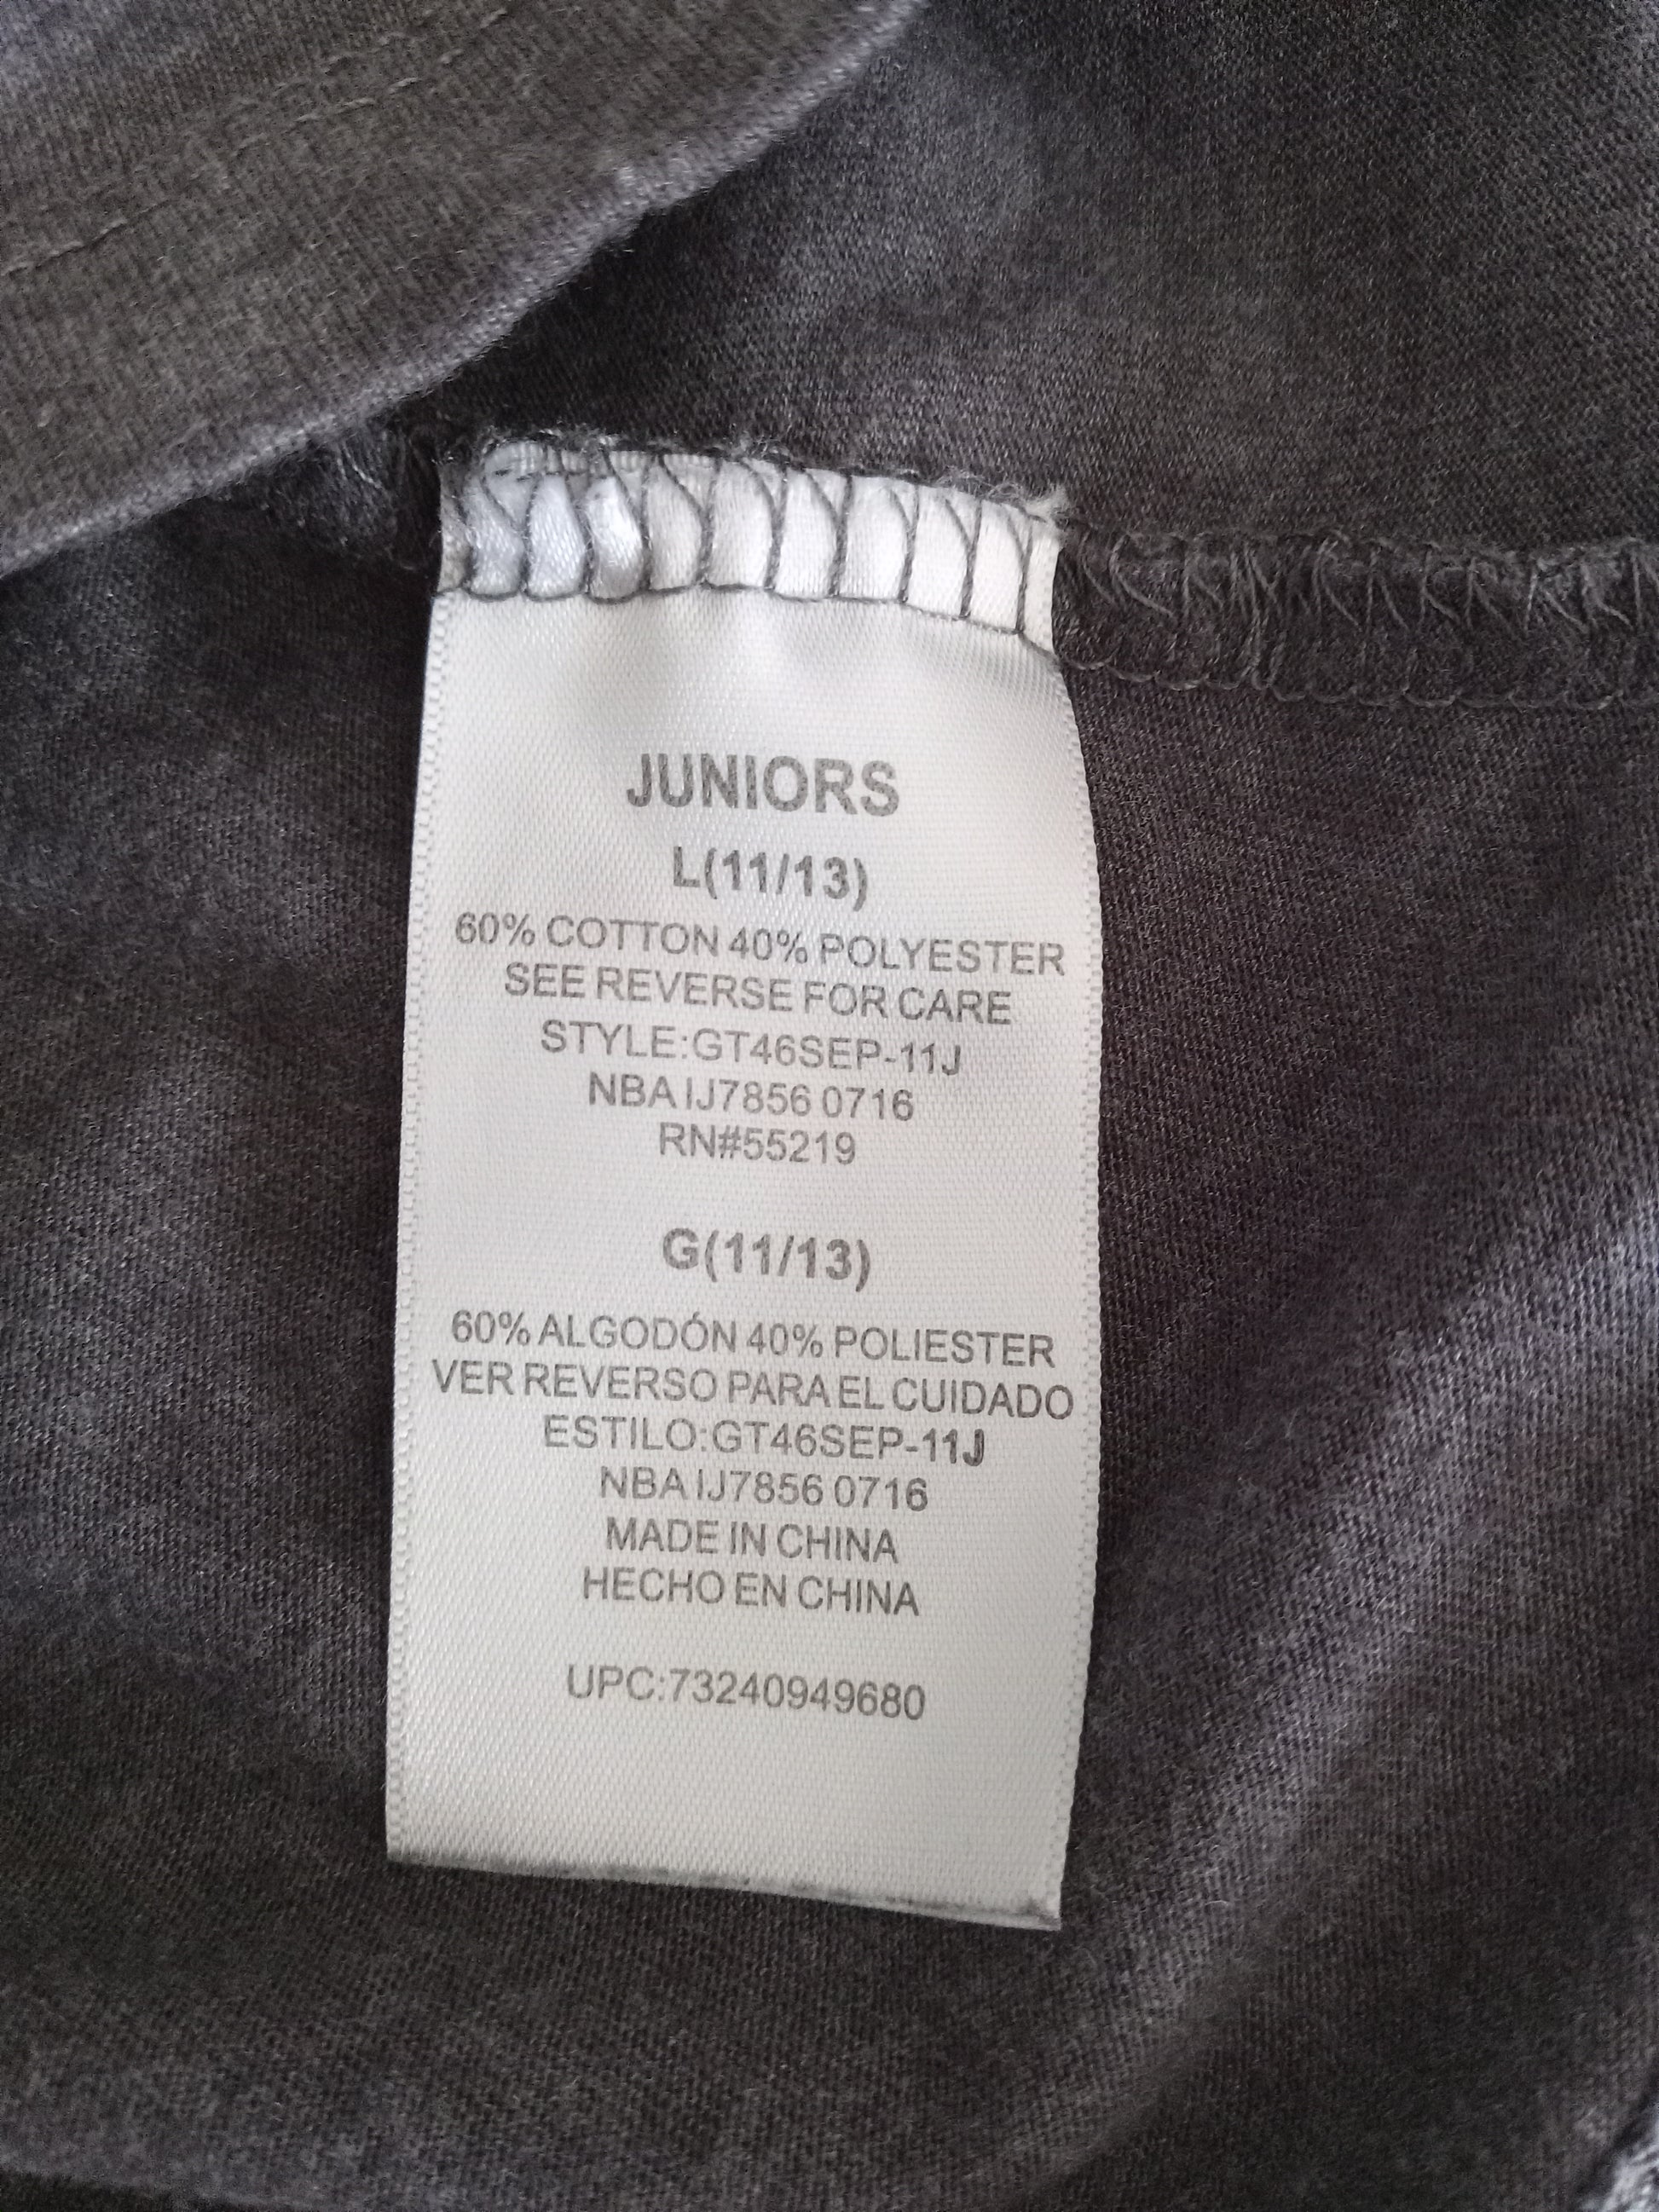 JUNIORS
L(11/13)
60% COTTON 40% POLYESTER
SEE REVERSE FOR CARE
STYLE:GT46SEP-11J
NBA IJ7856 0716
RN#55219
G(11/13)
60% ALGODÓN 40% POLIESTER
VER REVERSO PARA EL CUIDADO
ESTILO:GT46SEP-11J
NBA IJ7856 0716
MADE IN CHINA
HECHO EN CHINA
UPC:73240949680